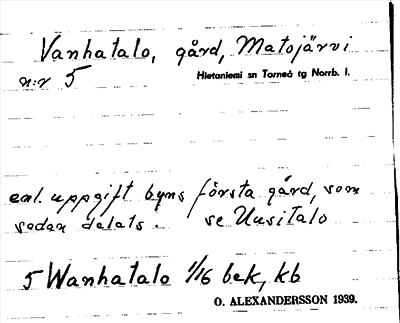 Vanhatalo, gård, Matojärvi
n:r 5 Hietaniemi sn Torneå tg Norrb. l.
enl. uppgift byns första gård, som
sedan delats. se Uusitalo
5 Wanhatalo 1/16 bek, kb
O. ALEXANDERSSON 1939.